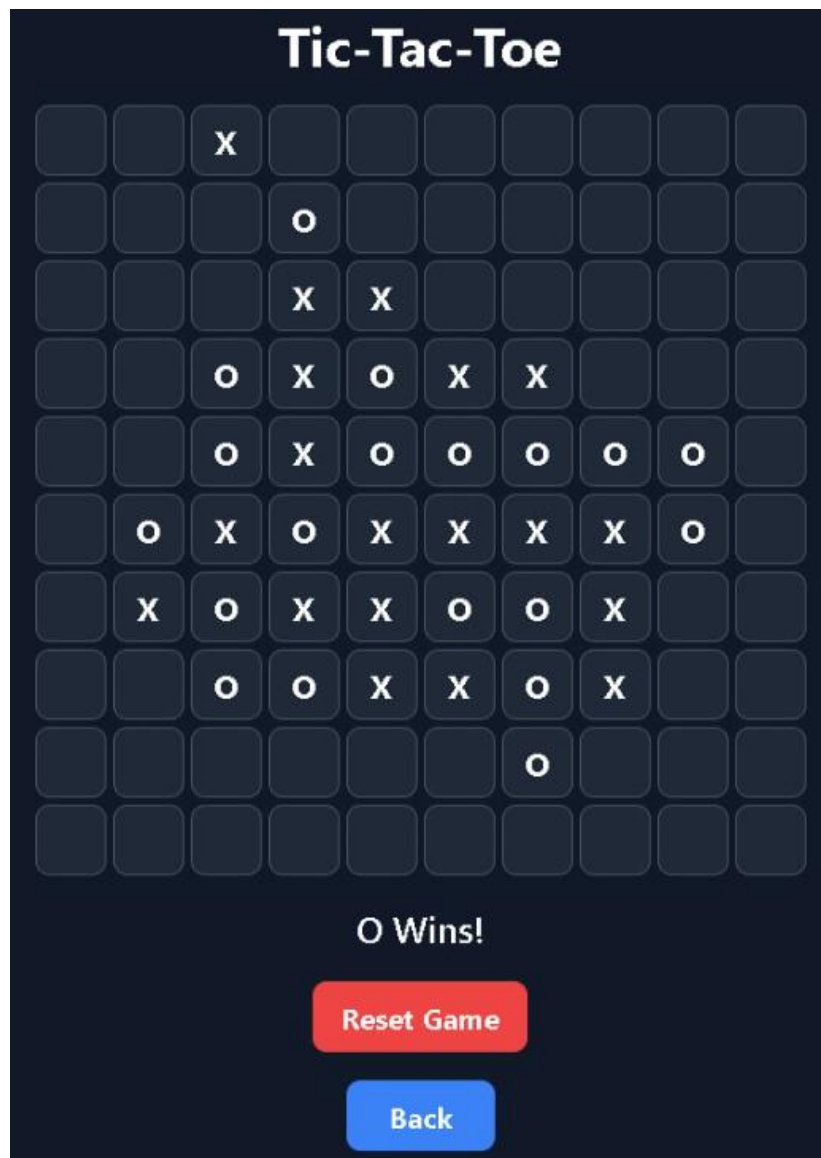 Tic-Tac-Toe
X
O
X X
O X O X X
O X O O O O O
O X O X X X X O
X O X X O O X
O O X X O X
O
O Wins!
Reset Game
Back